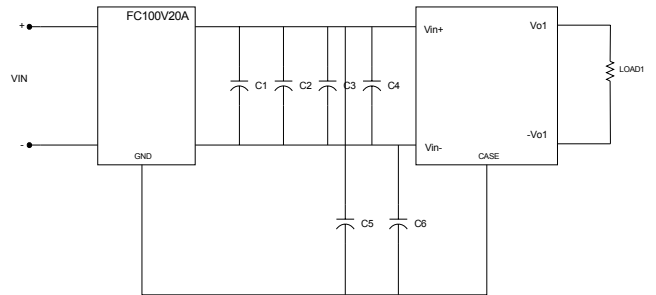 FC100V20A
+
Vin+
Vo1
VIN
C1
C2
C3
C4
LOAD1
-
Vin-
-Vo1
GND
CASE
C5
C6